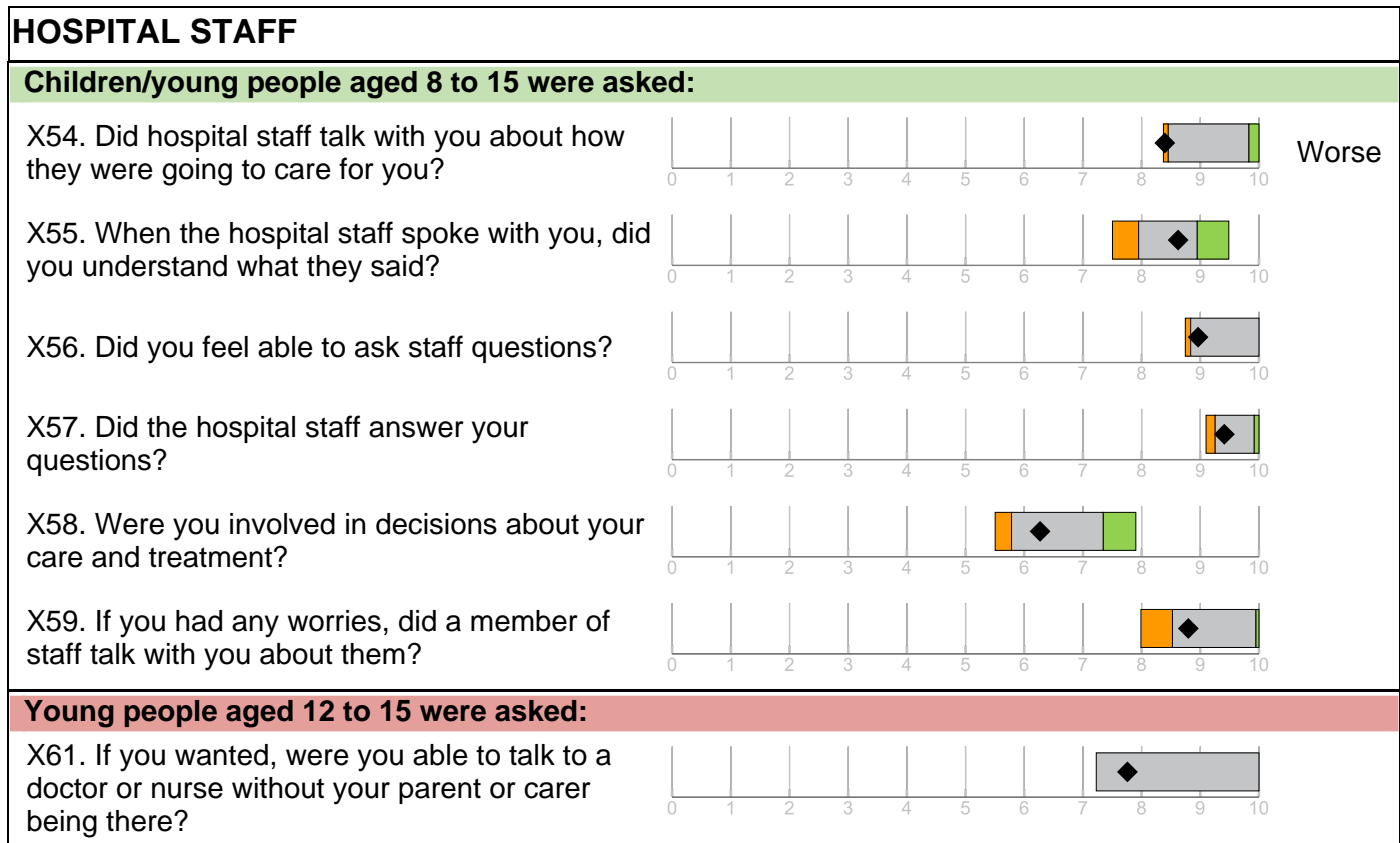 HOSPITAL STAFF
Children/young people aged 8 to 15 were asked:
X54. Did hospital staff talk with you about how
they were going to care for you?
0 1 2 3 4 5 6 7 8 9 10
Worse
X55. When the hospital staff spoke with you, did
you understand what they said?
0 1 2 3 4 5 6 7 8 9 10
X56. Did you feel able to ask staff questions?
0 1 2 3 4 5 6 7 8 9 10
X57. Did the hospital staff answer your
questions?
0 1 2 3 4 5 6 7 8 9 10
X58. Were you involved in decisions about your
care and treatment?
0 1 2 3 4 5 6 7 8 9 10
X59. If you had any worries, did a member of
staff talk with you about them?
0 1 2 3 4 5 6 7 8 9 10
Young people aged 12 to 15 were asked:
X61. If you wanted, were you able to talk to a
doctor or nurse without your parent or carer
being there?
0 1 2 3 4 5 6 7 8 9 10